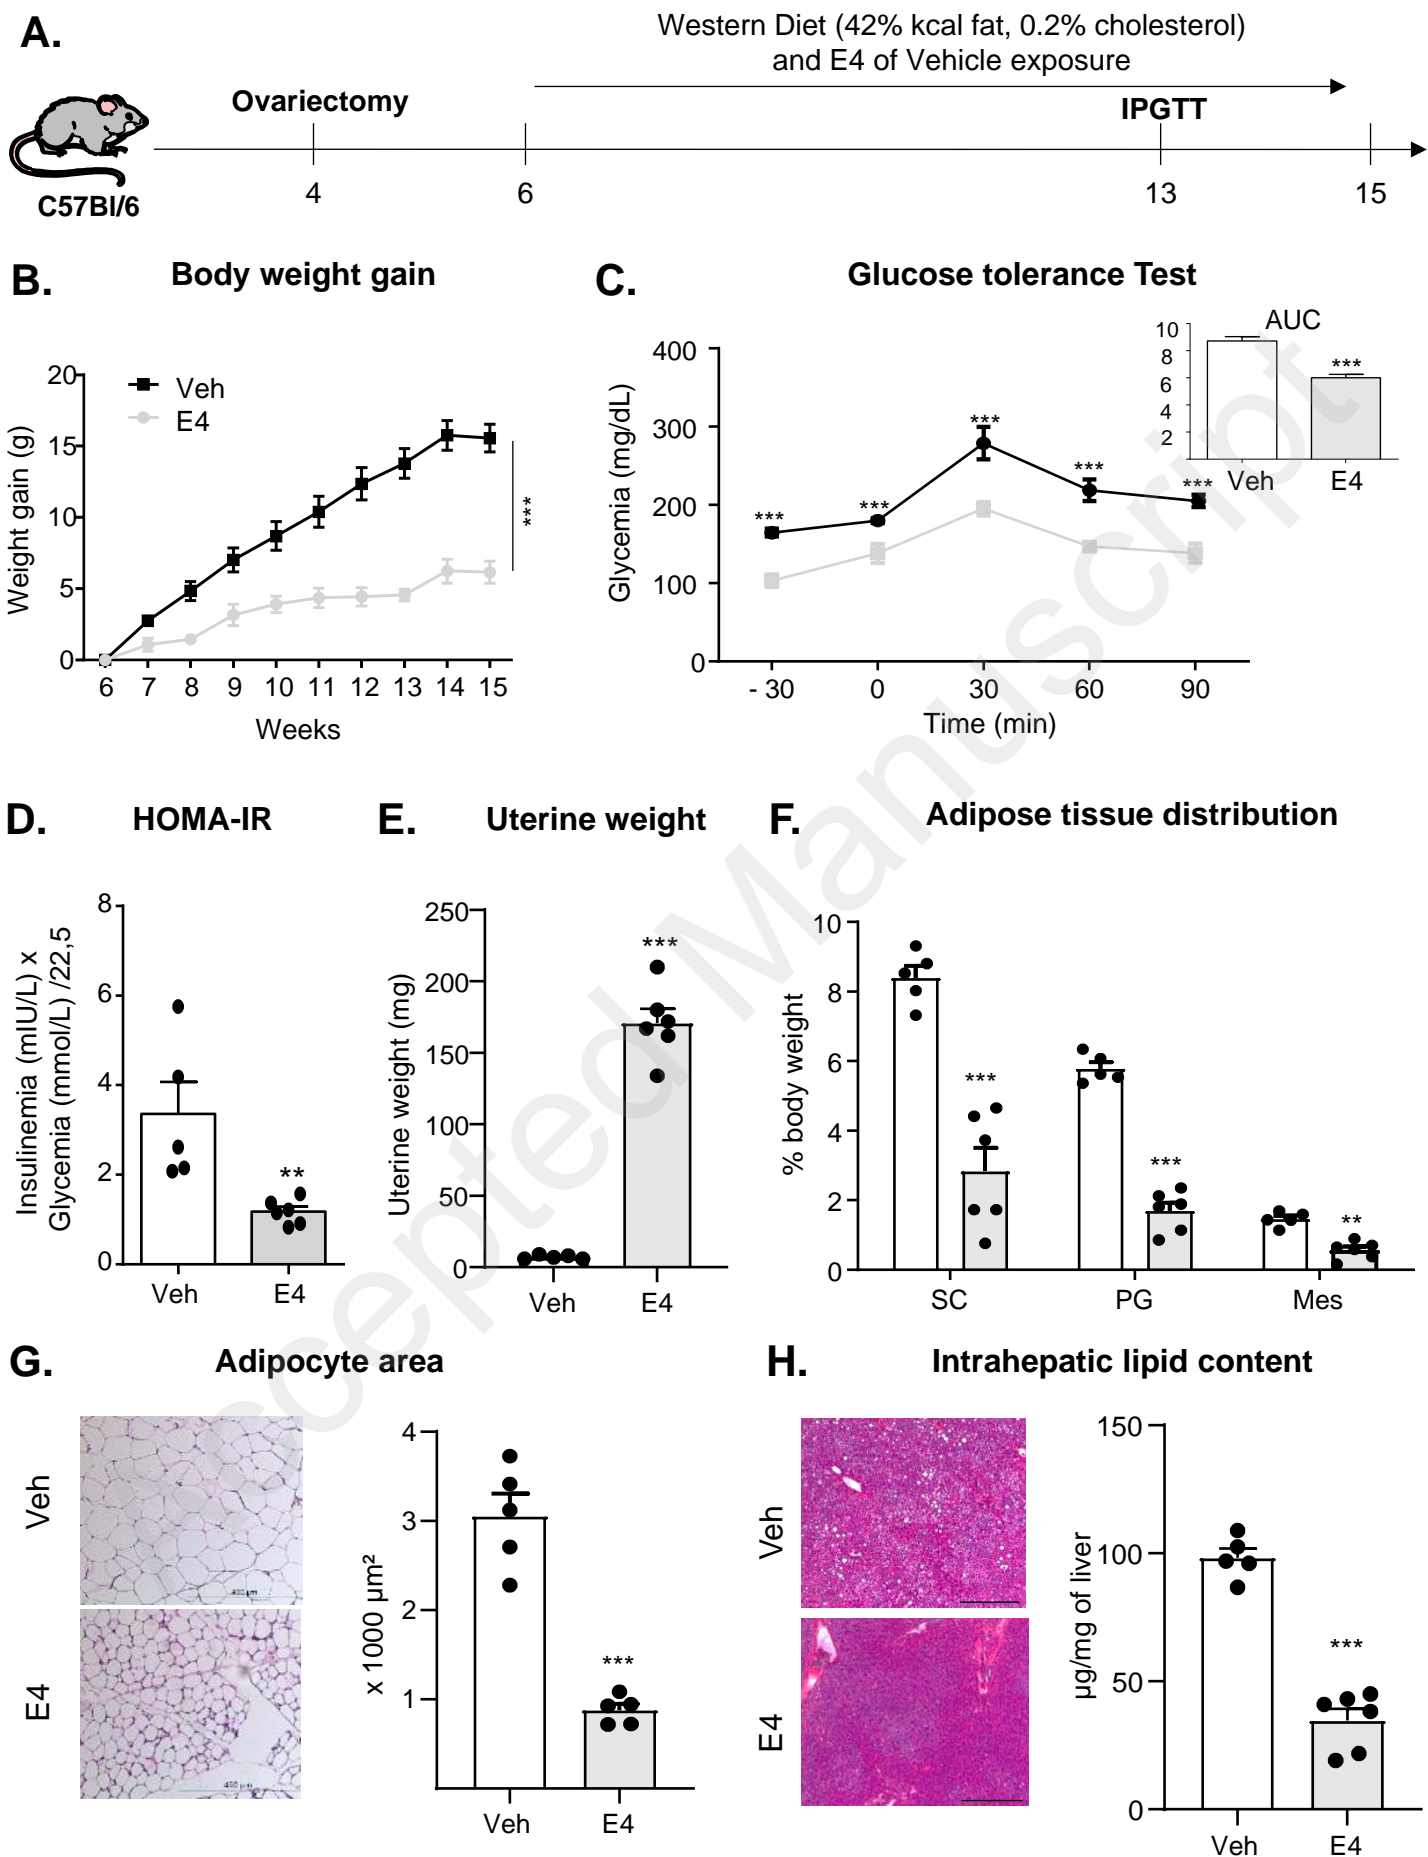 A.
Western Diet (42% kcal fat, 0.2% cholesterol)
and E4 of Vehicle exposure
Ovariectomy
IPGTT
C57Bl/6
4
6
13
15
B.
Body weight gain
Weight gain (g)
20
15
10
5
0
Veh
E4
***
6 7 8 9 10 11 12 13 14 15
Weeks
C.
Glucose tolerance Test
Glycemia (mg/dL)
400
300
200
100
0
***
***
***
***
***
- 30 0 30 60 90
Time (min)
AUC
10
8
6
4
2
***
Veh E4
D.
HOMA-IR
Insulinemia (mIU/L) x
Glycemia (mmol/L) /22,5
8
6
4
2
0
**
Veh E4
E.
Uterine weight
Uterine weight (mg)
250
200
150
100
50
0
***
Veh E4
F.
Adipose tissue distribution
% body weight
10
8
6
4
2
0
***
***
**
SC PG Mes
G.
Adipocyte area
Veh
400 µm
E4
400 µm
x 1000 µm²
4
3
2
1
***
Veh E4
H.
Intrahepatic lipid content
Veh
E4
µg/mg of liver
150
100
50
0
***
Veh E4
cepted Manuscript